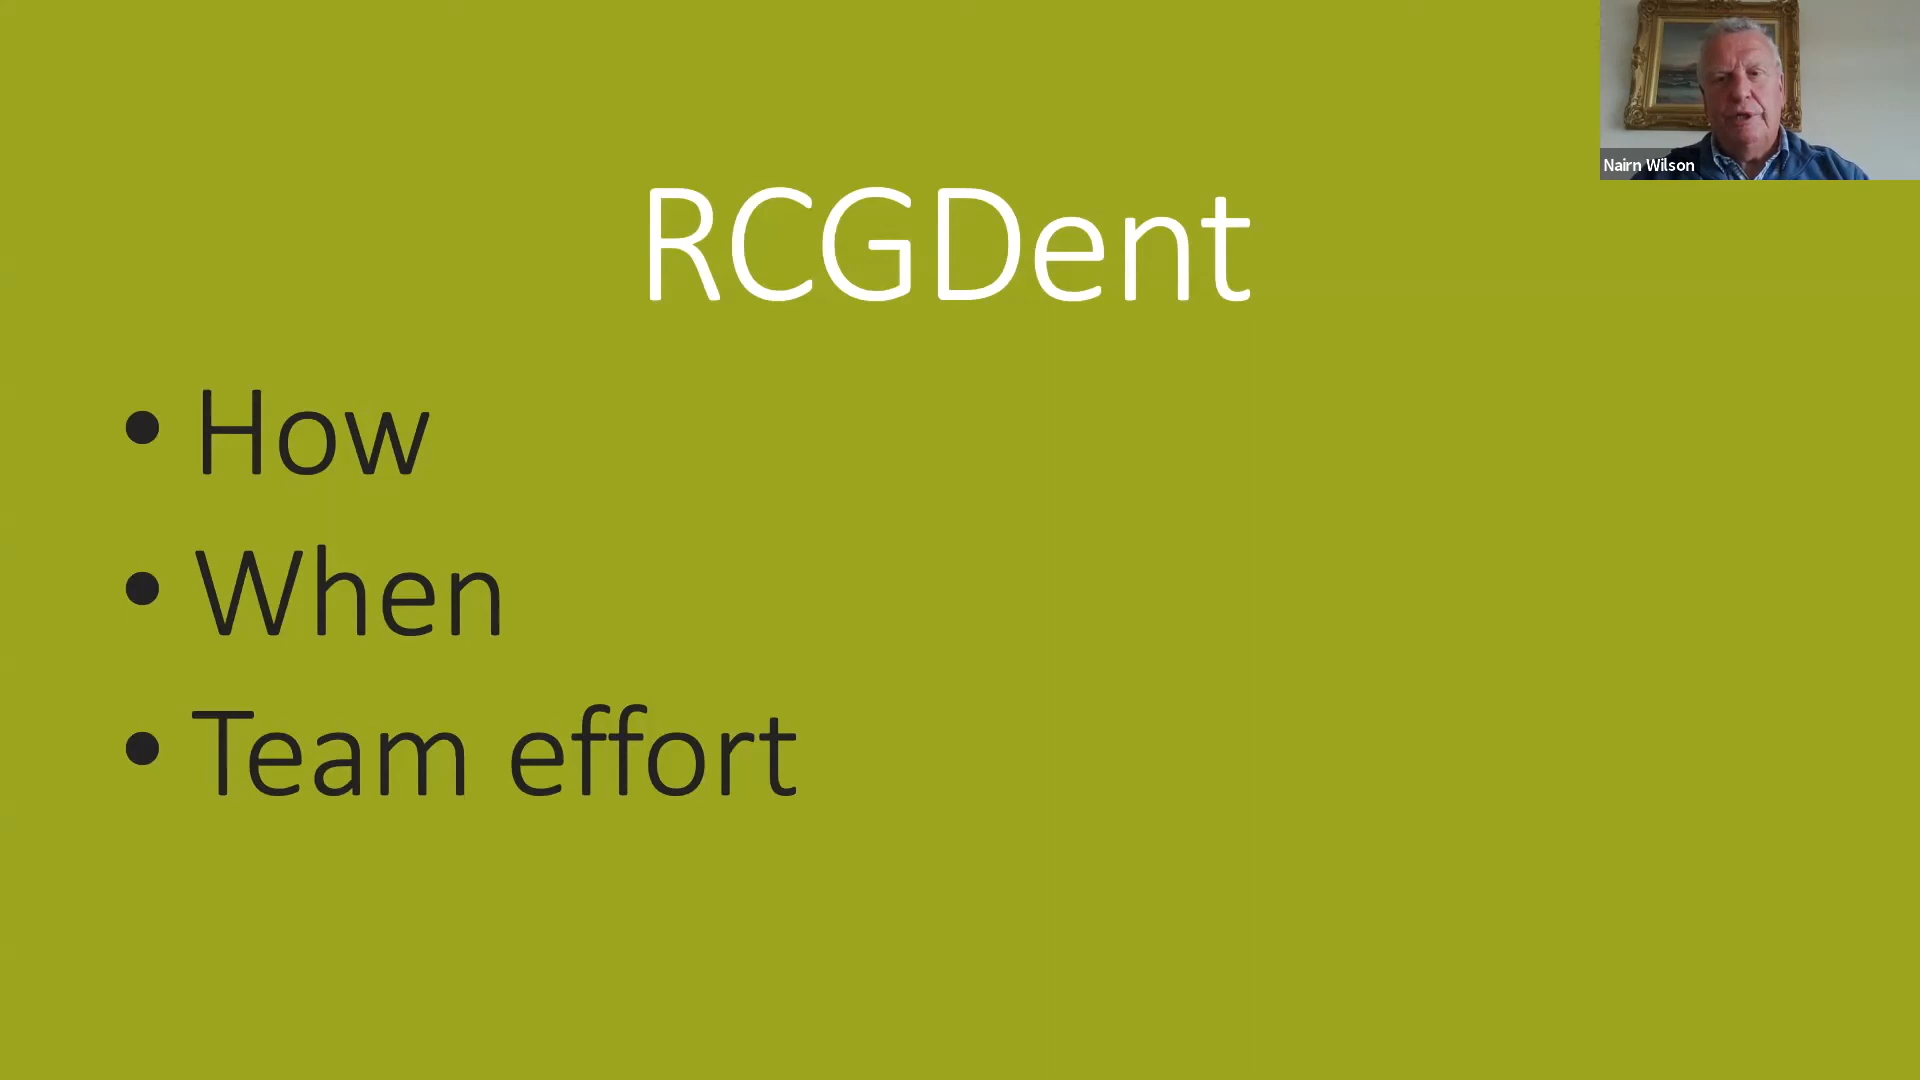 Nairn Wilson
RCGDent
• How
• When
• Team effort